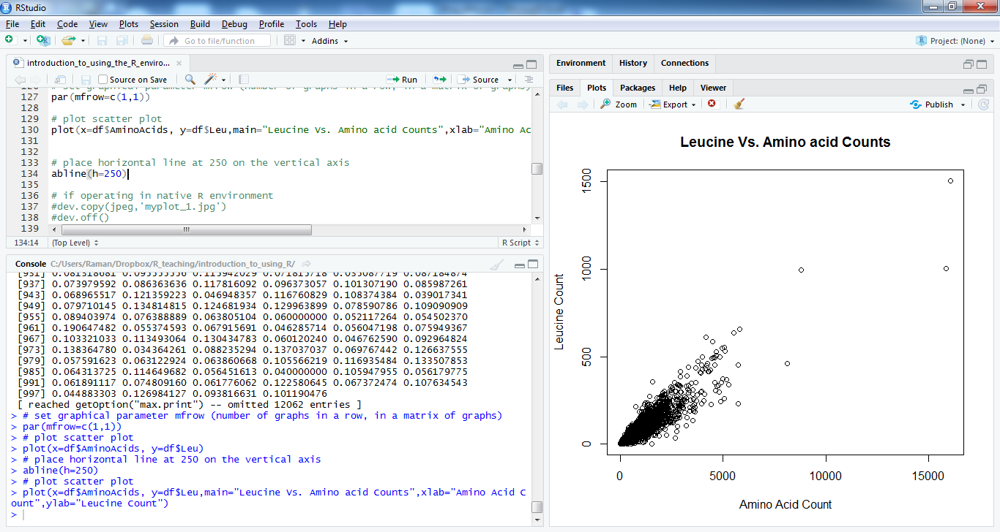 RStudio
File Edit Code View Plots Session Build Debug Profile Tools Help
Go to file/function Addins Project: (None)
introduction_to_using_the_R_enviro...
Source on Save Run Source
126 # set graphical parameter mfrow (number of graphs in a row, in a matrix of graphs)
127 par(mfrow=c(1,1))
128
129 # plot scatter plot
130 plot(x=df$AminoAcids, y=df$Leu,main="Leucine Vs. Amino acid Counts",xlab="Amino Ac
131
132
133 # place horizontal line at 250 on the vertical axis
134 abline(h=250)
135
136 # if operating in native R environment
137 #dev.copy(jpeg,'myplot_1.jpg')
138 #dev.off()
139
134:14 (Top Level) R Script
Console C:/Users/Raman/Dropbox/R_teaching/introduction_to_using_R/
[931] 0.081318681 0.095555556 0.115942029 0.071815718 0.035087719 0.087184874
[937] 0.073979592 0.086363636 0.117816092 0.096373057 0.101307190 0.085987261
[943] 0.068965517 0.121359223 0.046948357 0.116760829 0.108374384 0.039017341
[949] 0.079710145 0.134814815 0.124681934 0.129963899 0.078590786 0.109090909
[955] 0.089403974 0.076388889 0.063805104 0.060000000 0.052117264 0.054502370
[961] 0.190647482 0.055374593 0.067915691 0.046285714 0.056047198 0.075949367
[967] 0.103321033 0.113493064 0.130434783 0.060120240 0.046762590 0.092964824
[973] 0.138364780 0.034364261 0.088235294 0.137037037 0.069767442 0.126637555
[979] 0.057591623 0.063122924 0.063860668 0.105566219 0.116935484 0.133507853
[985] 0.064313725 0.114649682 0.056451613 0.040000000 0.105947955 0.056179775
[991] 0.061891117 0.074809160 0.061776062 0.122580645 0.067372474 0.107634543
[997] 0.044883303 0.126984127 0.093816631 0.101190476
[ reached getOption("max.print") -- omitted 12062 entries ]
> # set graphical parameter mfrow (number of graphs in a row, in a matrix of graphs)
> par(mfrow=c(1,1))
> # plot scatter plot
> plot(x=df$AminoAcids, y=df$Leu)
> # place horizontal line at 250 on the vertical axis
> abline(h=250)
> # plot scatter plot
> plot(x=df$AminoAcids, y=df$Leu,main="Leucine Vs. Amino acid Counts",xlab="Amino Acid C
ount",ylab="Leucine Count")
>
Environment History Connections
Files Plots Packages Help Viewer
Zoom Export Publish
Leucine Vs. Amino acid Counts
1500
1000
500
0
Leucine Count
0 5000 10000 15000
Amino Acid Count